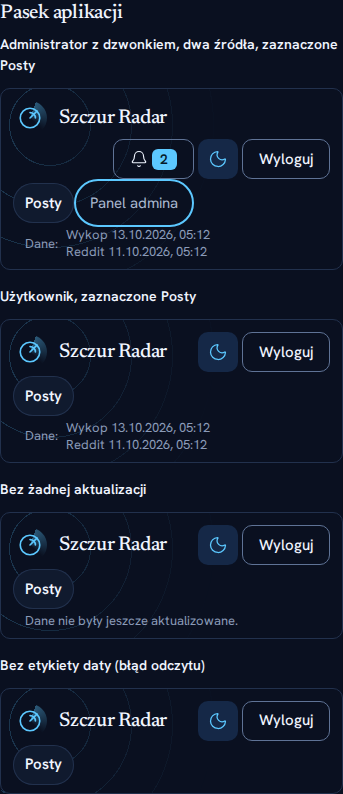 Pasek aplikacji
Administrator z dzwonkiem, dwa źródła, zaznaczone
Posty
Szczur Radar
2
Wyloguj
Posty
Panel admina
Dane:
Wykop 13.10.2026, 05:12
Reddit 11.10.2026, 05:12
Użytkownik, zaznaczone Posty
Szczur Radar
Wyloguj
Posty
Dane:
Wykop 13.10.2026, 05:12
Reddit 11.10.2026, 05:12
Bez żadnej aktualizacji
Szczur Radar
Wyloguj
Posty
Dane nie były jeszcze aktualizowane.
Bez etykiety daty (błąd odczytu)
Szczur Radar
Wyloguj
Posty